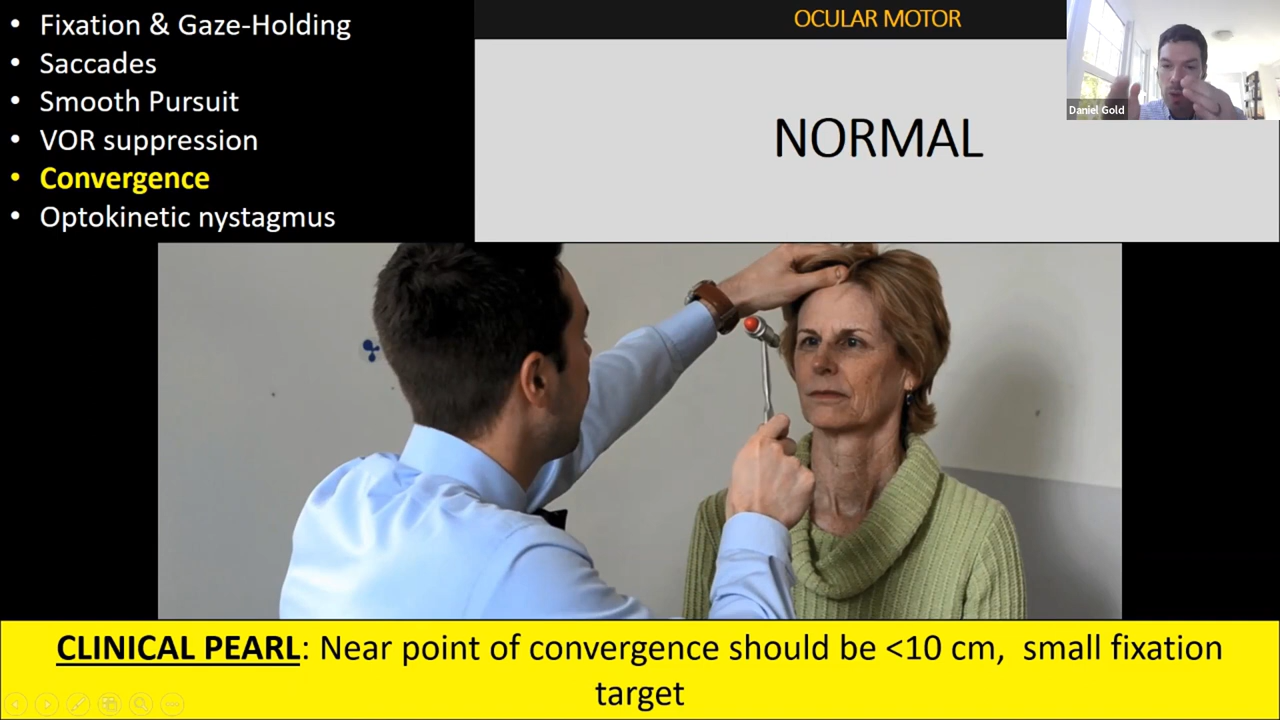 • Fixation & Gaze-Holding
• Saccades
• Smooth Pursuit
• VOR suppression
• Convergence
• Optokinetic nystagmus
OCULAR MOTOR
NORMAL
Daniel Gold
CLINICAL PEARL: Near point of convergence should be <10 cm, small fixation
target